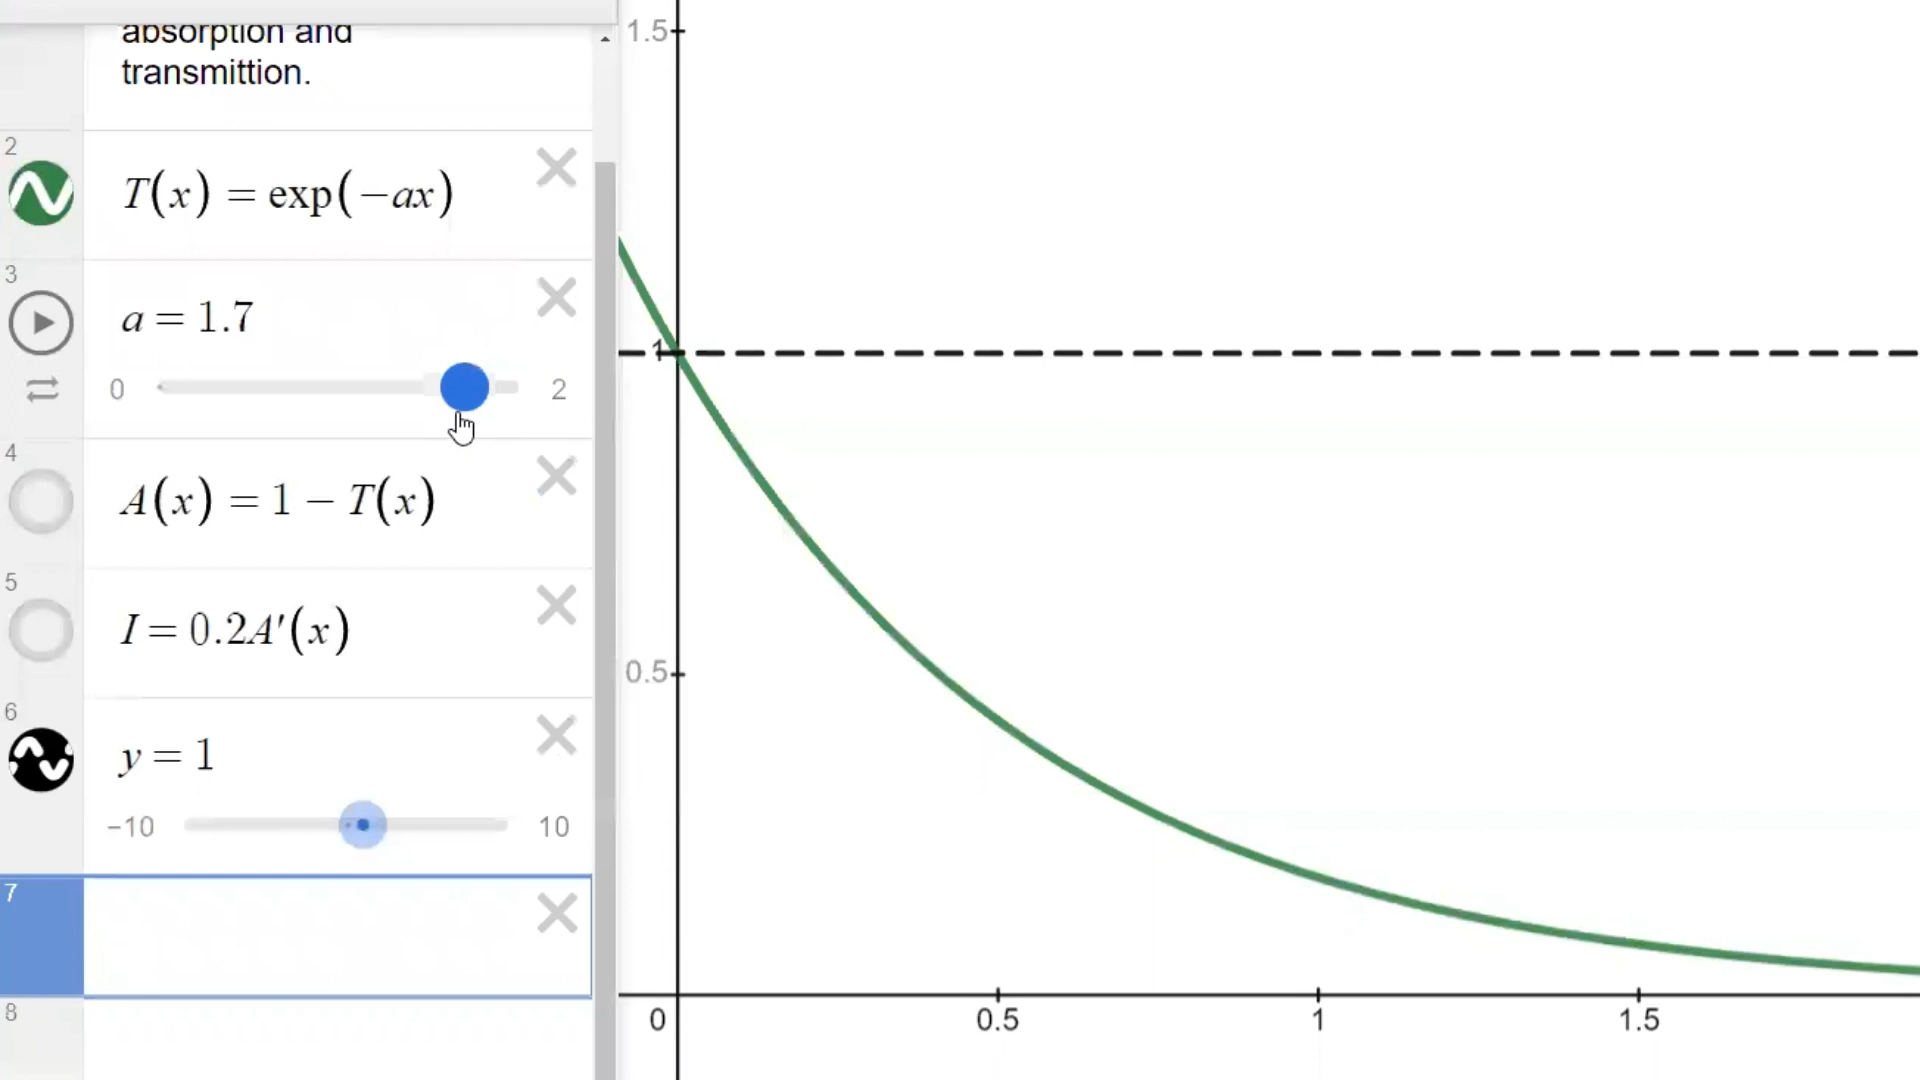 absorption and
transmittion.
2
T(x) = exp(−ax)
3
a = 1.7
0 2
4
A(x) = 1 − T(x)
5
I = 0.2A′(x)
6
y = 1
−10 10
7
8
1.5
1
0.5
0 0.5 1 1.5